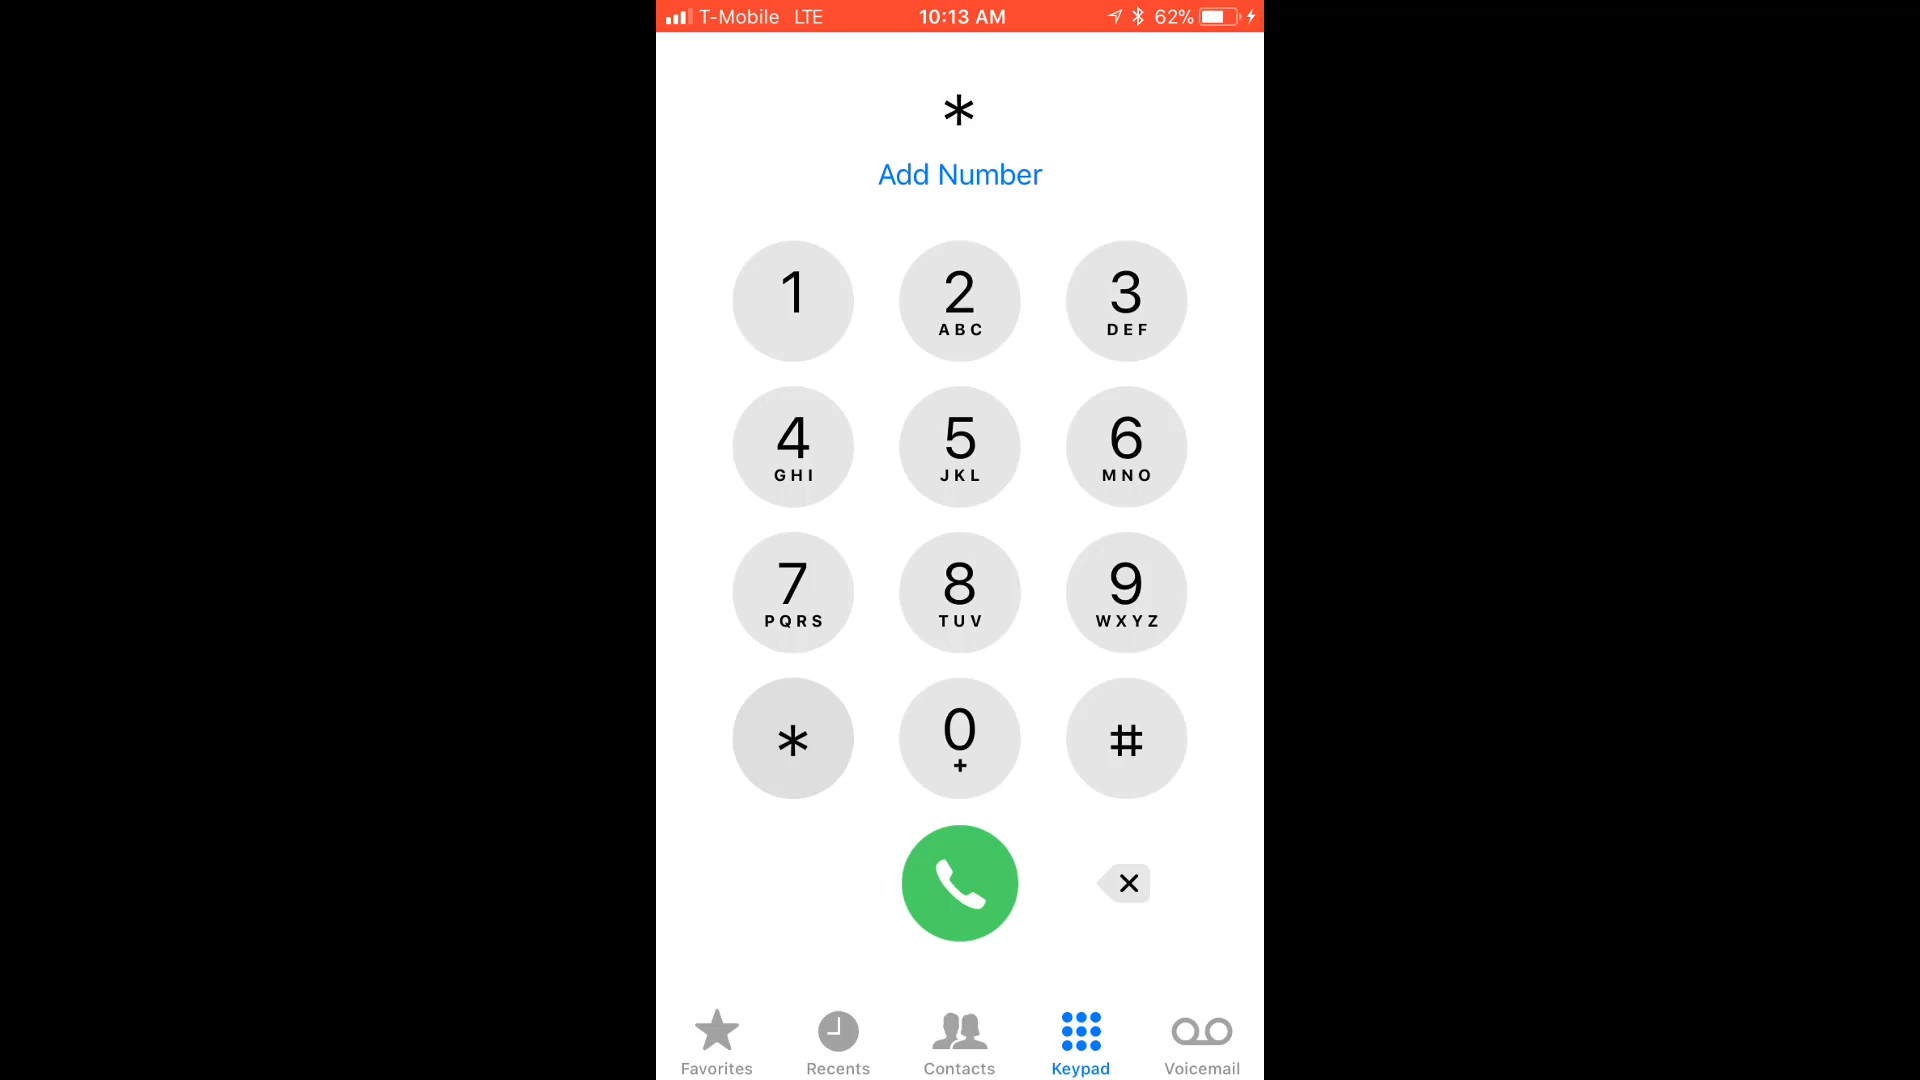 T-Mobile LTE 10:13 AM 62%
*
Add Number
1 2 3
ABC DEF
4 5 6
GHI JKL MNO
7 8 9
PQRS TUV WXYZ
* 0 #
+
Favorites Recents Contacts Keypad Voicemail